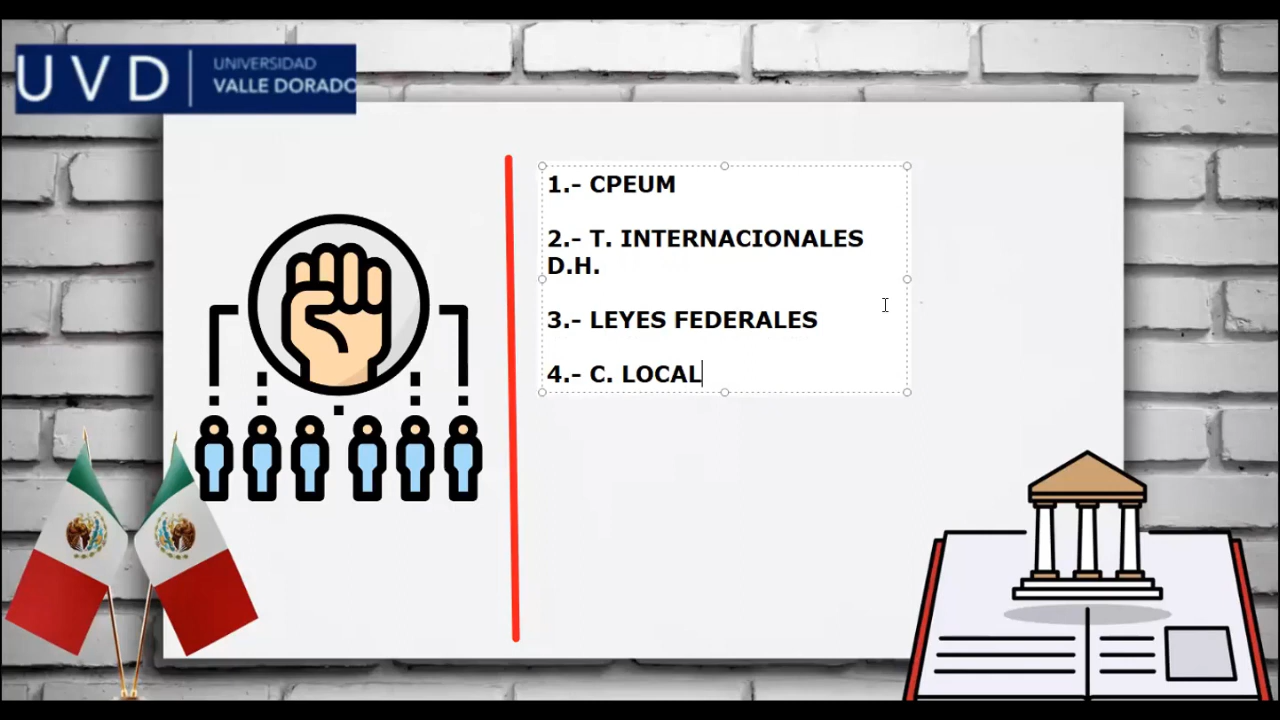 UVD
UNIVERSIDAD
VALLE DORADO
1.- CPEUM
2.- T. INTERNACIONALES
D.H.
3.- LEYES FEDERALES
4.- C. LOCAL